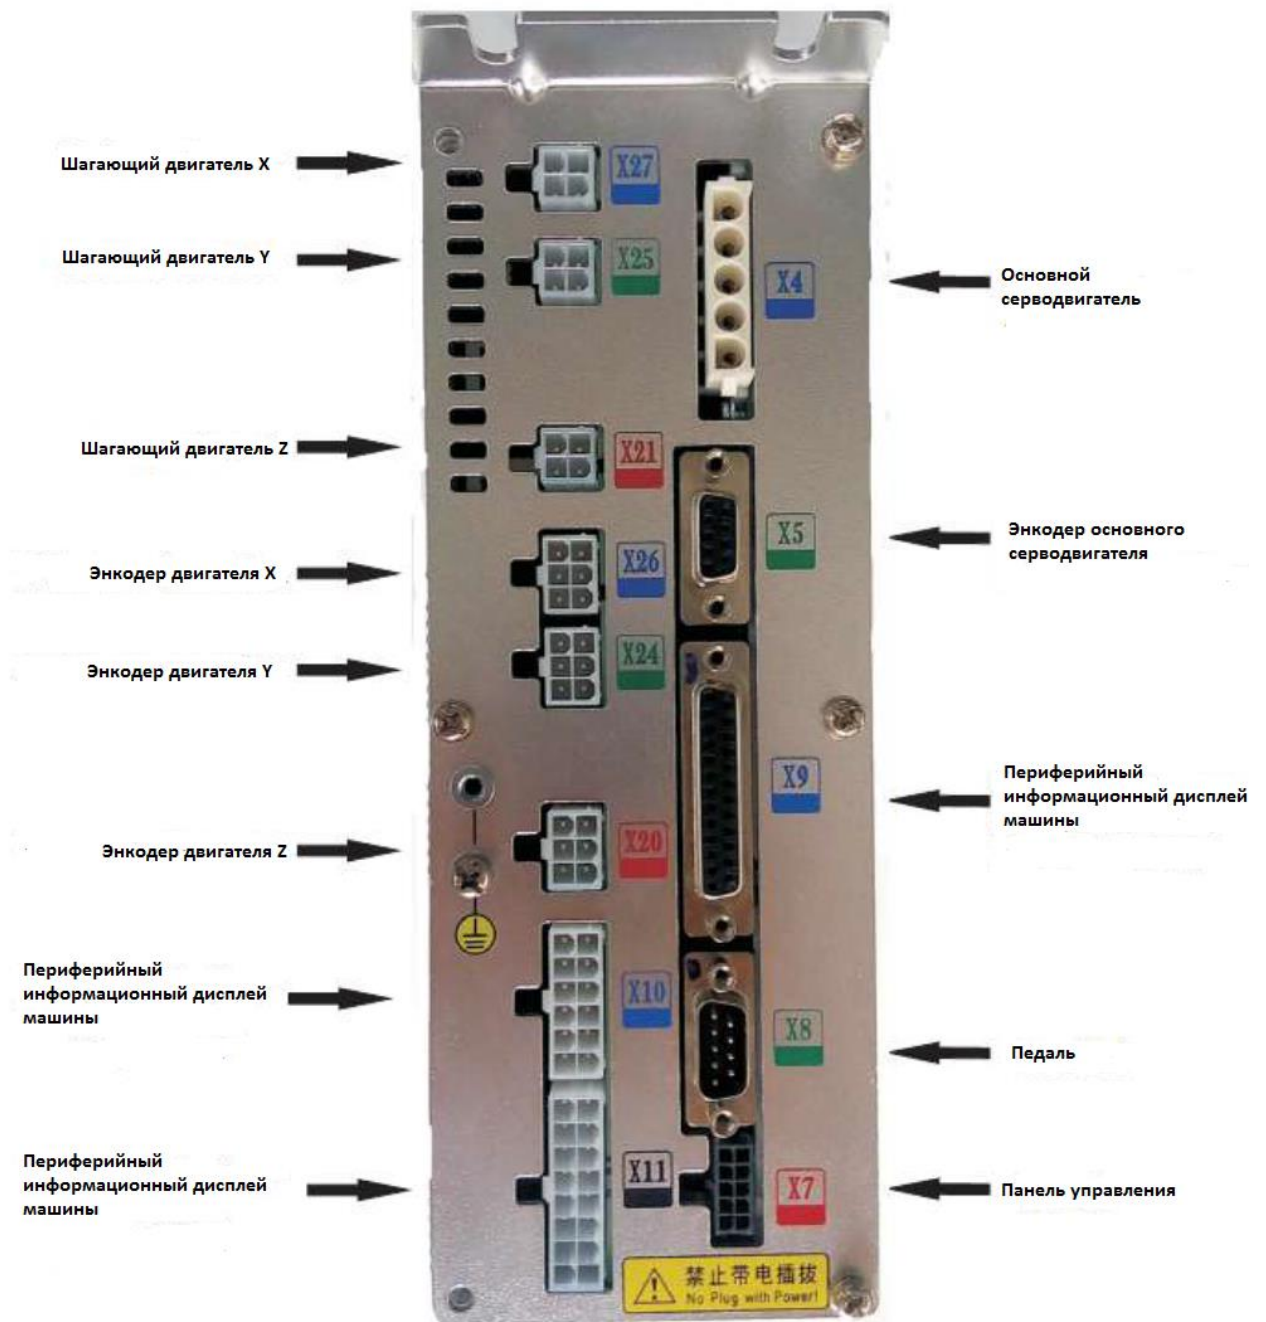 Шагающий двигатель X
X27
Шагающий двигатель Y
X25
X4
Основной
серводвигатель
Шагающий двигатель Z
X21
X5
Энкодер основного
серводвигателя
Энкодер двигателя X
X26
Энкодер двигателя Y
X24
X9
Периферийный
информационный дисплей
машины
Энкодер двигателя Z
X20
Периферийный
информационный дисплей
машины
X10
X8
Педаль
Периферийный
информационный дисплей
машины
X11
X7
Панель управления
禁止带电插拔
No Plug with Power!